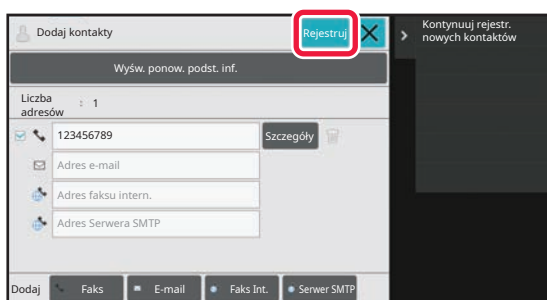 Dodaj kontakty
Rejestruj
Kontynuuj rejestr.
nowych kontaktów
Wyśw. ponow. podst. inf.
Liczba
adresów
: 1
123456789
Szczegóły
Adres e-mail
Adres faksu intern.
Adres Serwera SMTP
Dodaj
Faks
E-mail
Faks Int.
Serwer SMTP